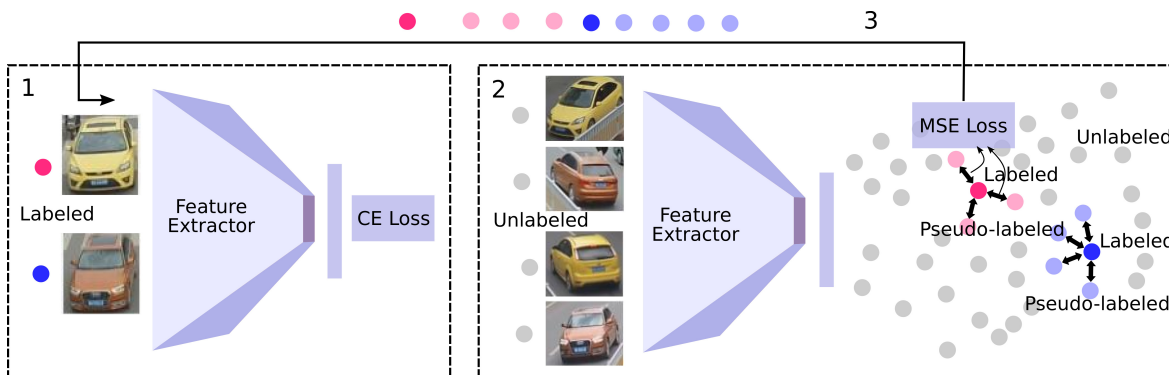 3
1
Labeled
Feature
Extractor
CE Loss
2
Unlabeled
Feature
Extractor
MSE Loss
Unlabeled
Labeled
Pseudo-labeled
Labeled
Pseudo-labeled